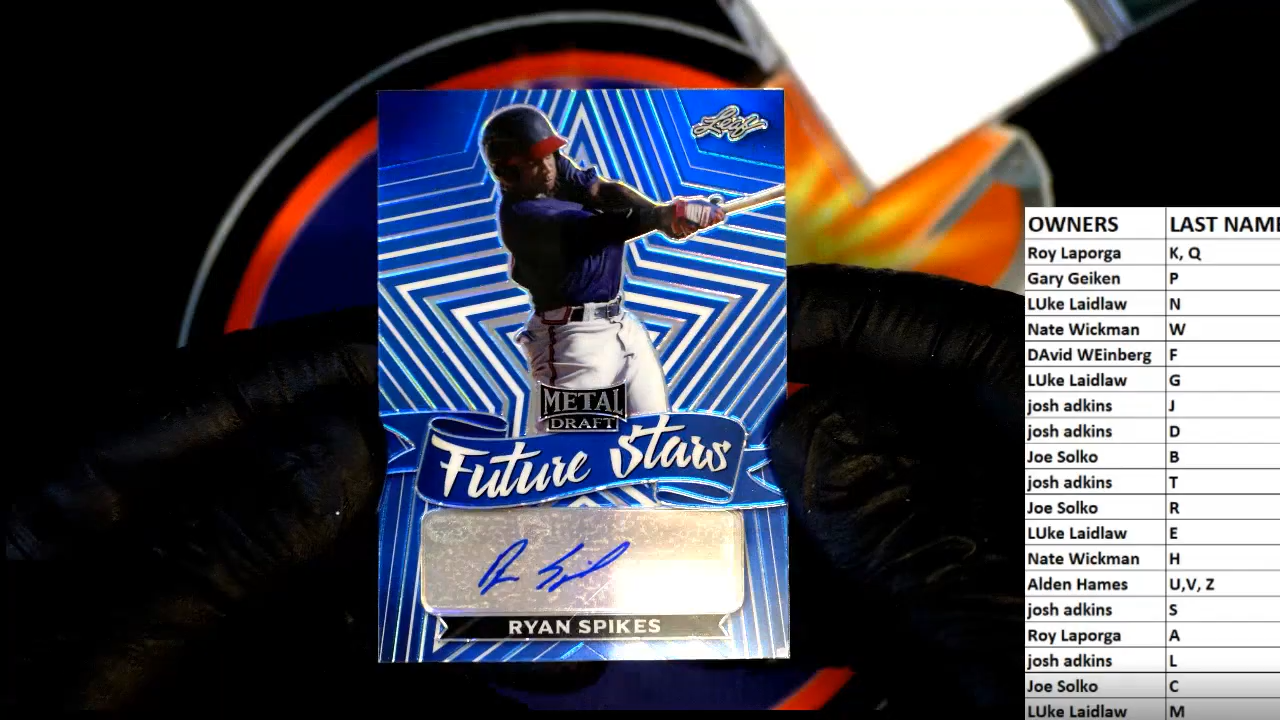 Leaf
METAL
DRAFT
Future Stars
RYAN SPIKES
OWNERS LAST NAME
Roy Laporga K, Q
Gary Geiken P
LUke Laidlaw N
Nate Wickman W
DAvid WEinberg F
LUke Laidlaw G
josh adkins J
josh adkins D
Joe Solko B
josh adkins T
Joe Solko R
LUke Laidlaw E
Nate Wickman H
Alden Hames U,V, Z
josh adkins S
Roy Laporga A
josh adkins L
Joe Solko C
LUke Laidlaw M